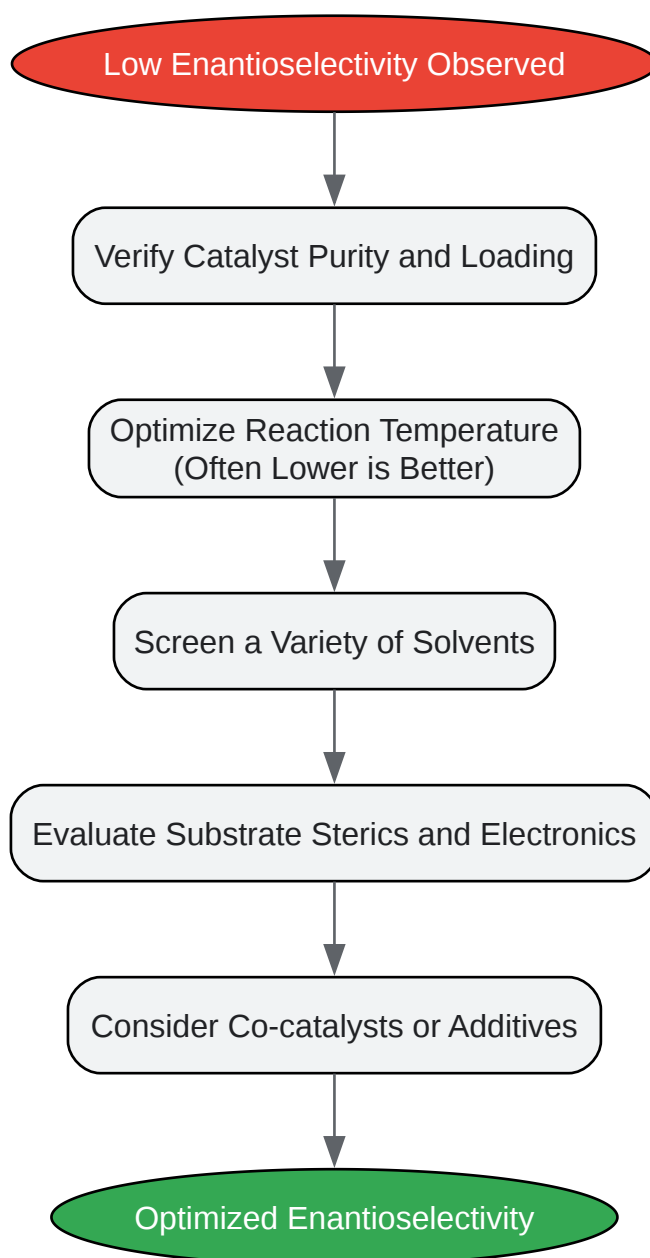 Low Enantioselectivity Observed
Verify Catalyst Purity and Loading
Optimize Reaction Temperature
(Often Lower is Better)
Screen a Variety of Solvents
Evaluate Substrate Sterics and Electronics
Consider Co-catalysts or Additives
Optimized Enantioselectivity